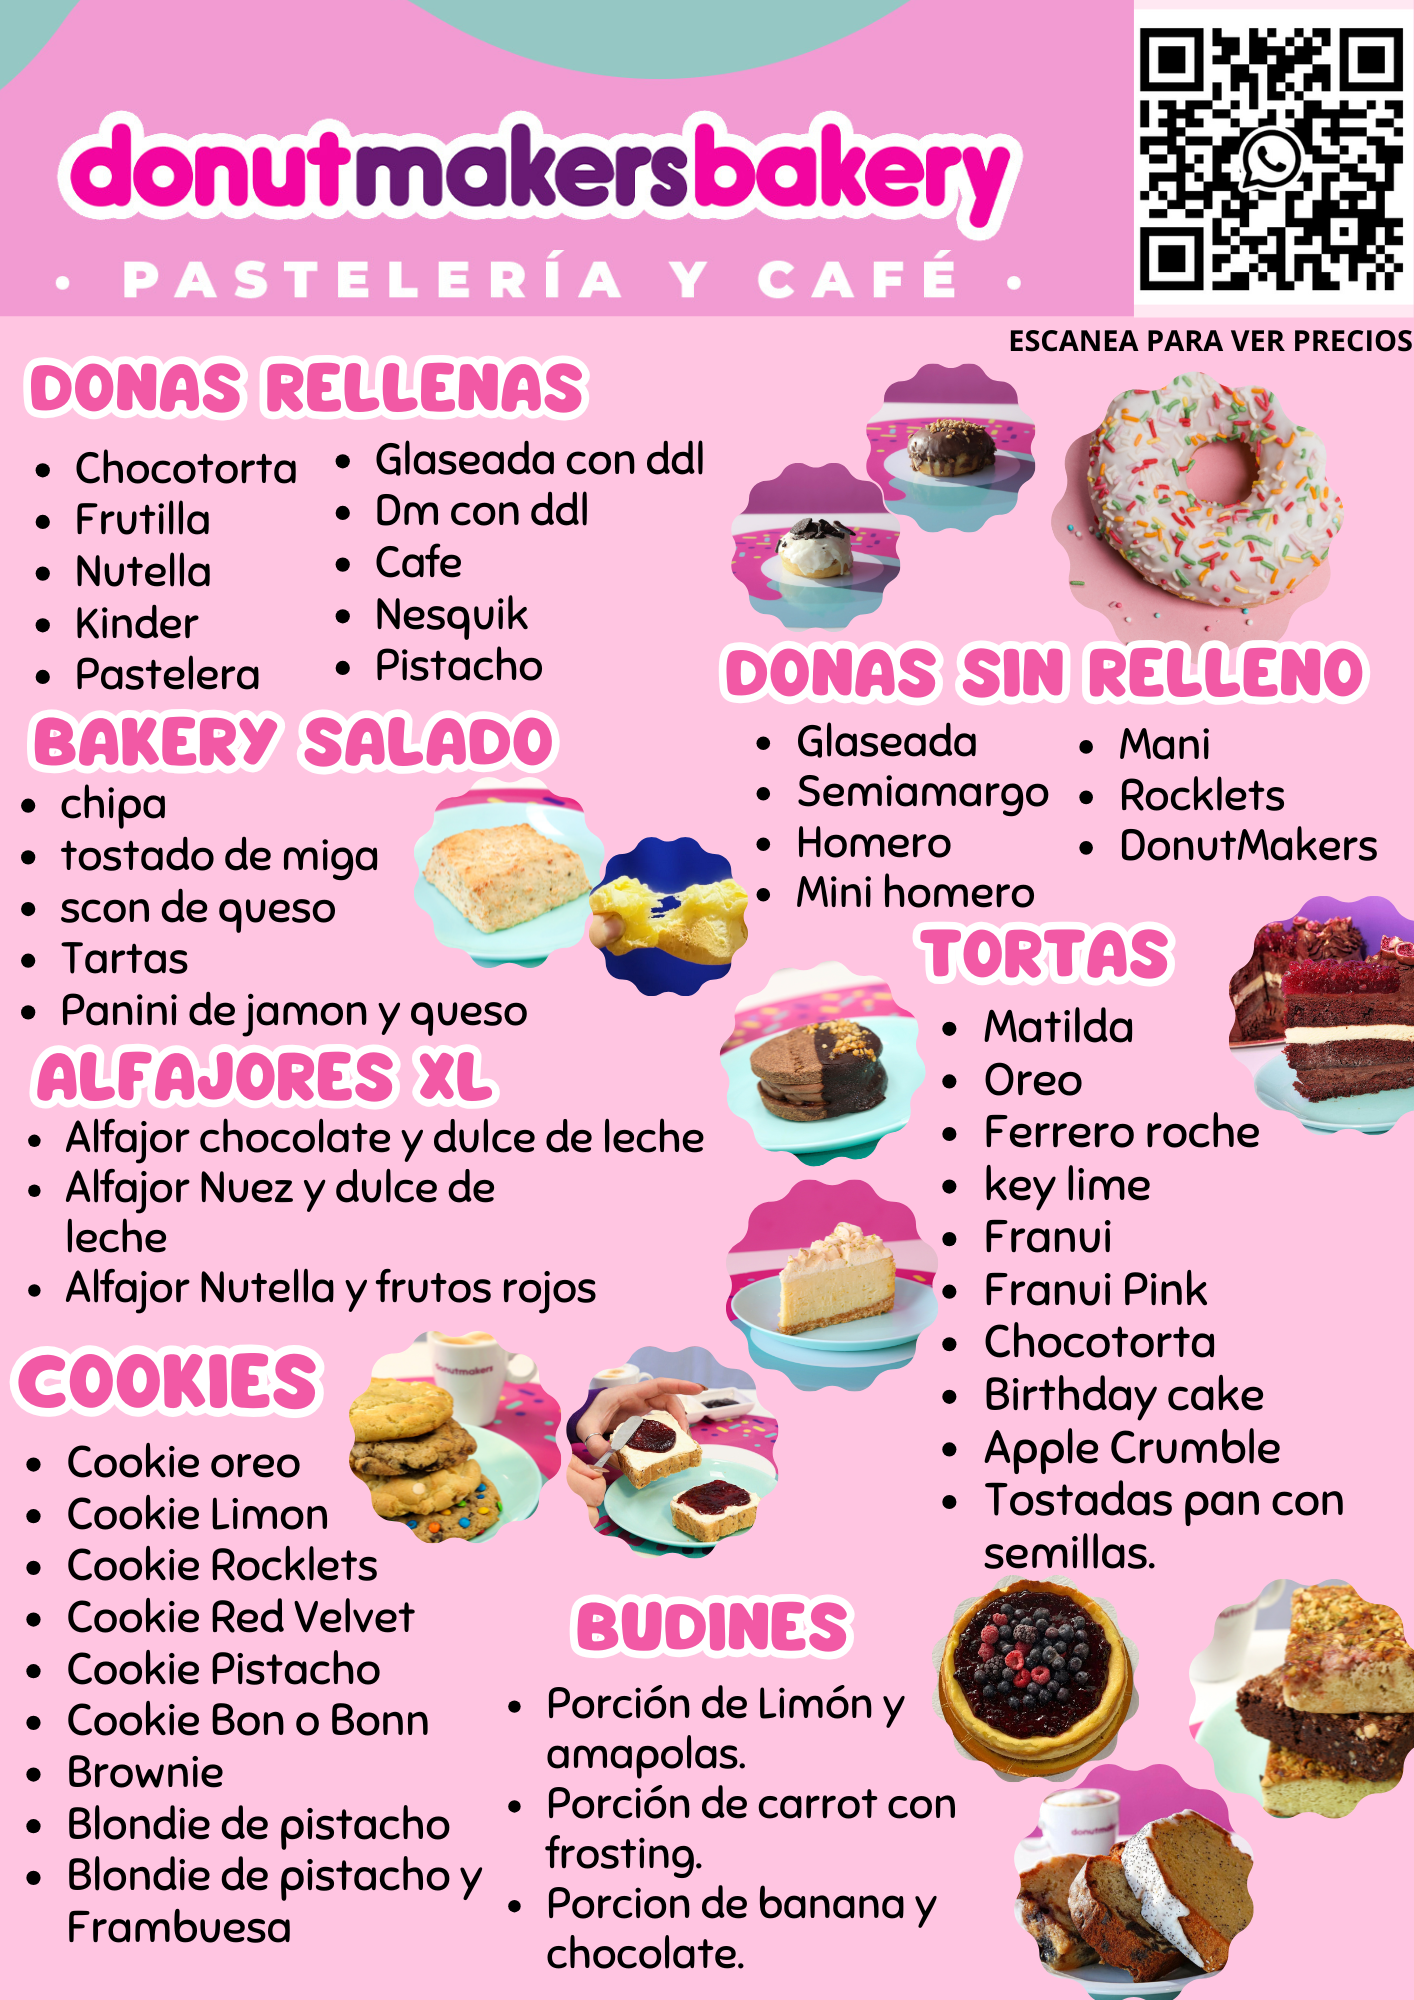 donutmakersbakery
• PASTELERÍA Y CAFÉ •
ESCANEA PARA VER PRECIOS
DONAS RELLENAS
• Chocotorta
• Frutilla
• Nutella
• Kinder
• Pastelera
• Glaseada con ddl
• Dm con ddl
• Cafe
• Nesquik
• Pistacho
DONAS SIN RELLENO
• Glaseada
• Semiamargo
• Homero
• Mini homero
• Mani
• Rocklets
• DonutMakers
BAKERY SALADO
• chipa
• tostado de miga
• scon de queso
• Tartas
• Panini de jamon y queso
ALFAJORES XL
• Alfajor chocolate y dulce de leche
• Alfajor Nuez y dulce de
leche
• Alfajor Nutella y frutos rojos
TORTAS
• Matilda
• Oreo
• Ferrero roche
• key lime
• Franui
• Franui Pink
• Chocotorta
• Birthday cake
• Apple Crumble
• Tostadas pan con
semillas.
COOKIES
• Cookie oreo
• Cookie Limon
• Cookie Rocklets
• Cookie Red Velvet
• Cookie Pistacho
• Cookie Bon o Bonn
• Brownie
• Blondie de pistacho
• Blondie de pistacho y
Frambuesa
donutmakers
BUDINES
• Porción de Limón y
amapolas.
• Porción de carrot con
frosting.
• Porcion de banana y
chocolate.